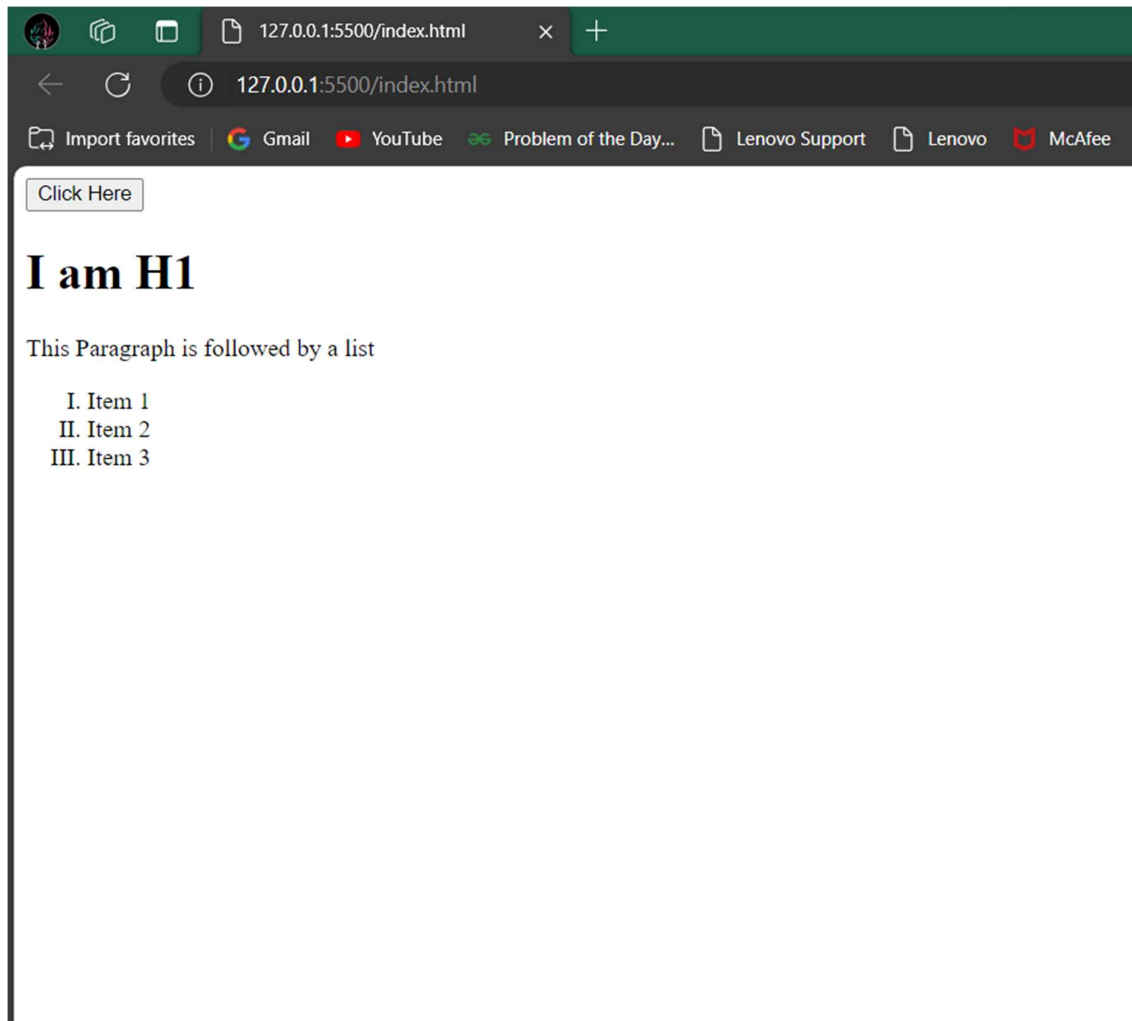 127.0.0.1:5500/index.html
127.0.0.1:5500/index.html
Import favorites Gmail YouTube Problem of the Day... Lenovo Support Lenovo McAfee
Click Here
I am H1
This Paragraph is followed by a list
I. Item 1
II. Item 2
III. Item 3